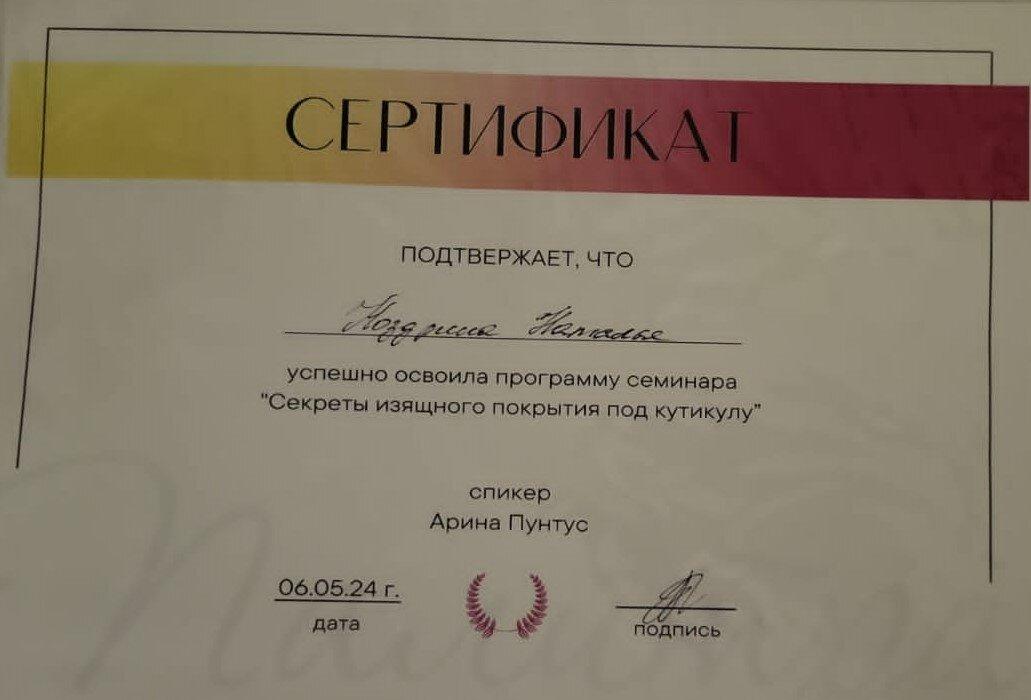 СЕРТИФИКАТ
ПОДТВЕРЖАЕТ, ЧТО
Ноздрина Наталья
успешно освоила программу семинара
"Секреты изящного покрытия под кутикулу"
спикер
Арина Пунтус
06.05.24 г.
дата
подпись